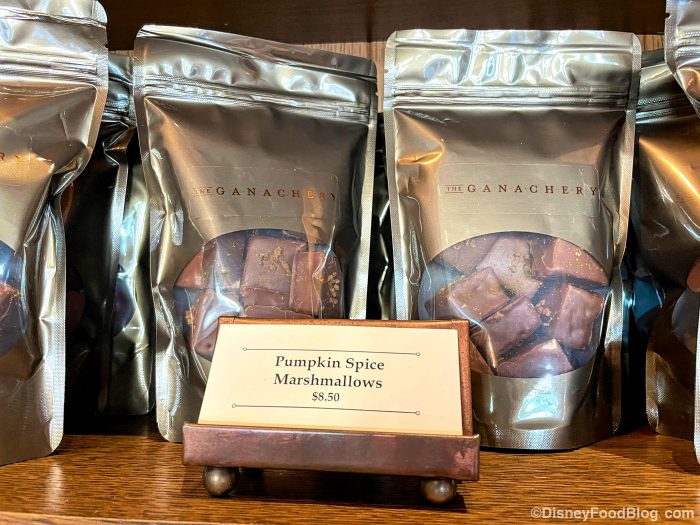 THE GANACHERY
THE GANACHERY
Pumpkin Spice
Marshmallows
$8.50
©DisneyFoodBlog.com